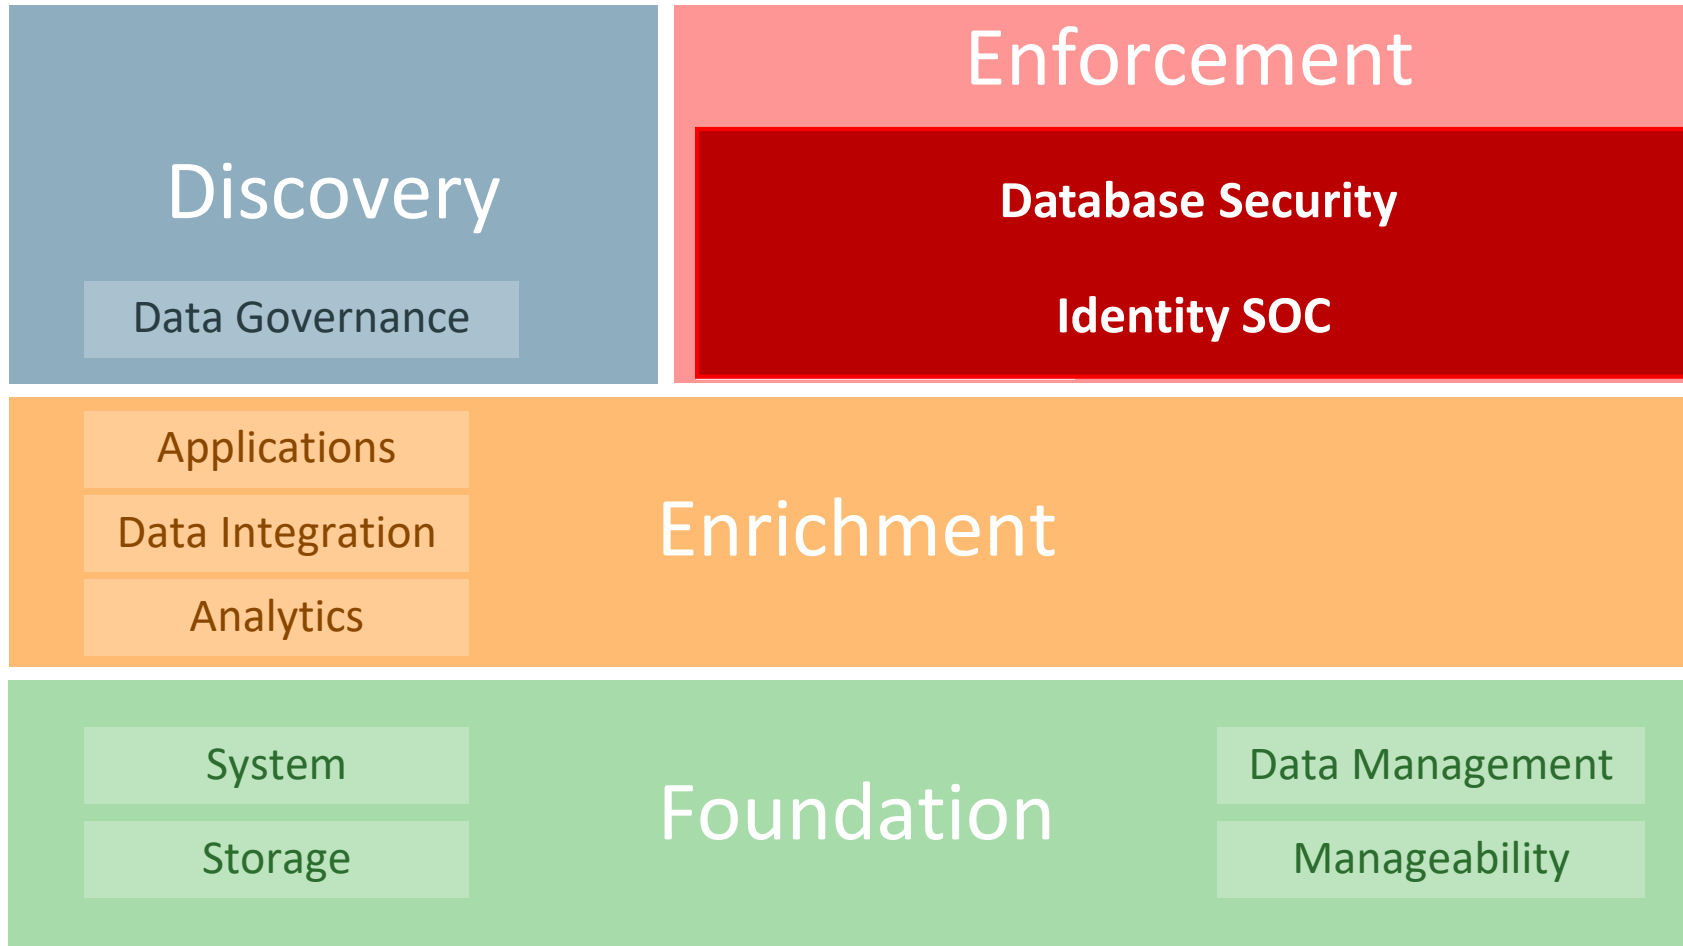 Discovery
Data Governance
Enforcement
Database Security
Identity SOC
Applications
Data Integration
Analytics
Enrichment
System
Storage
Foundation
Data Management
Manageability